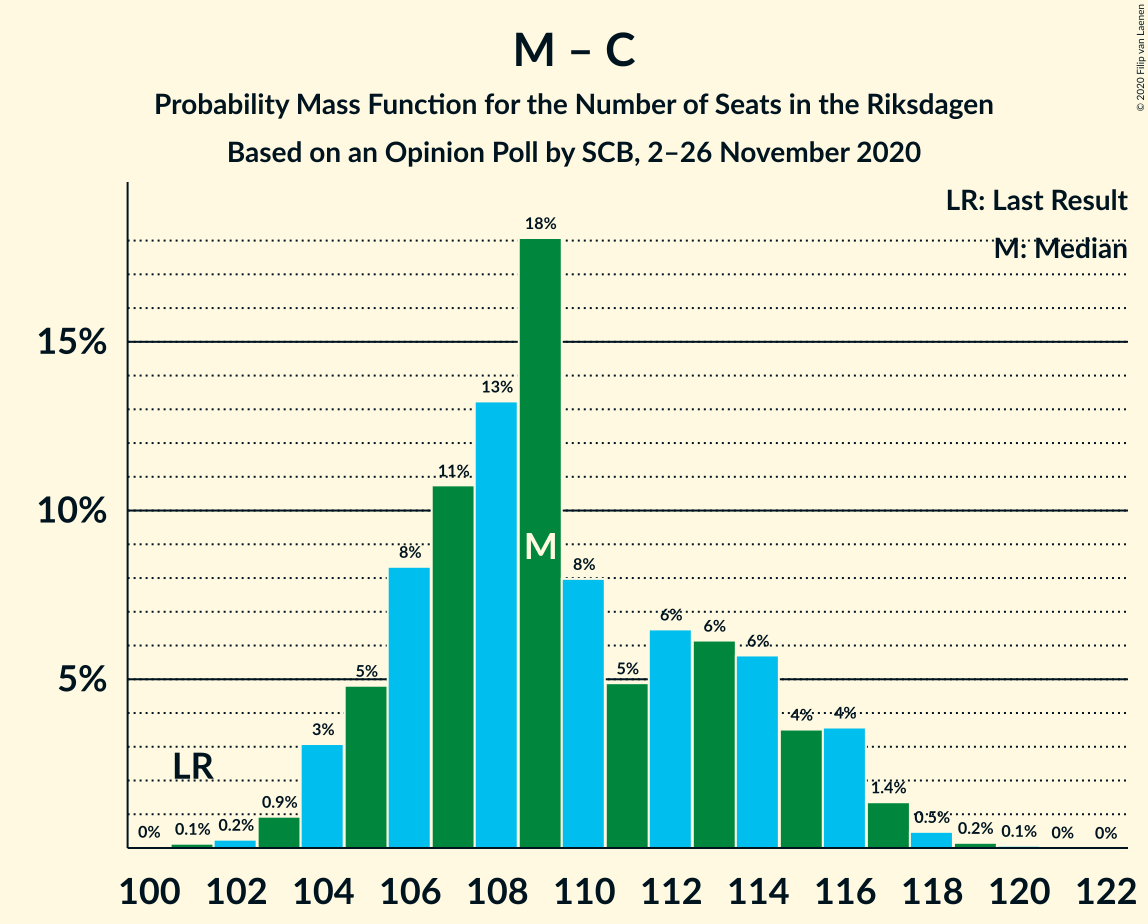 M – C
Probability Mass Function for the Number of Seats in the Riksdagen
Based on an Opinion Poll by SCB, 2–26 November 2020
© 2020 Filip van Laenen
LR: Last Result
M: Median
15%
10%
5%
LR
M
0%
0.1%
0.2%
0.9%
3%
5%
8%
11%
13%
18%
8%
5%
6%
6%
6%
4%
4%
1.4%
0.5%
0.2%
0.1%
0%
0%
100 102 104 106 108 110 112 114 116 118 120 122